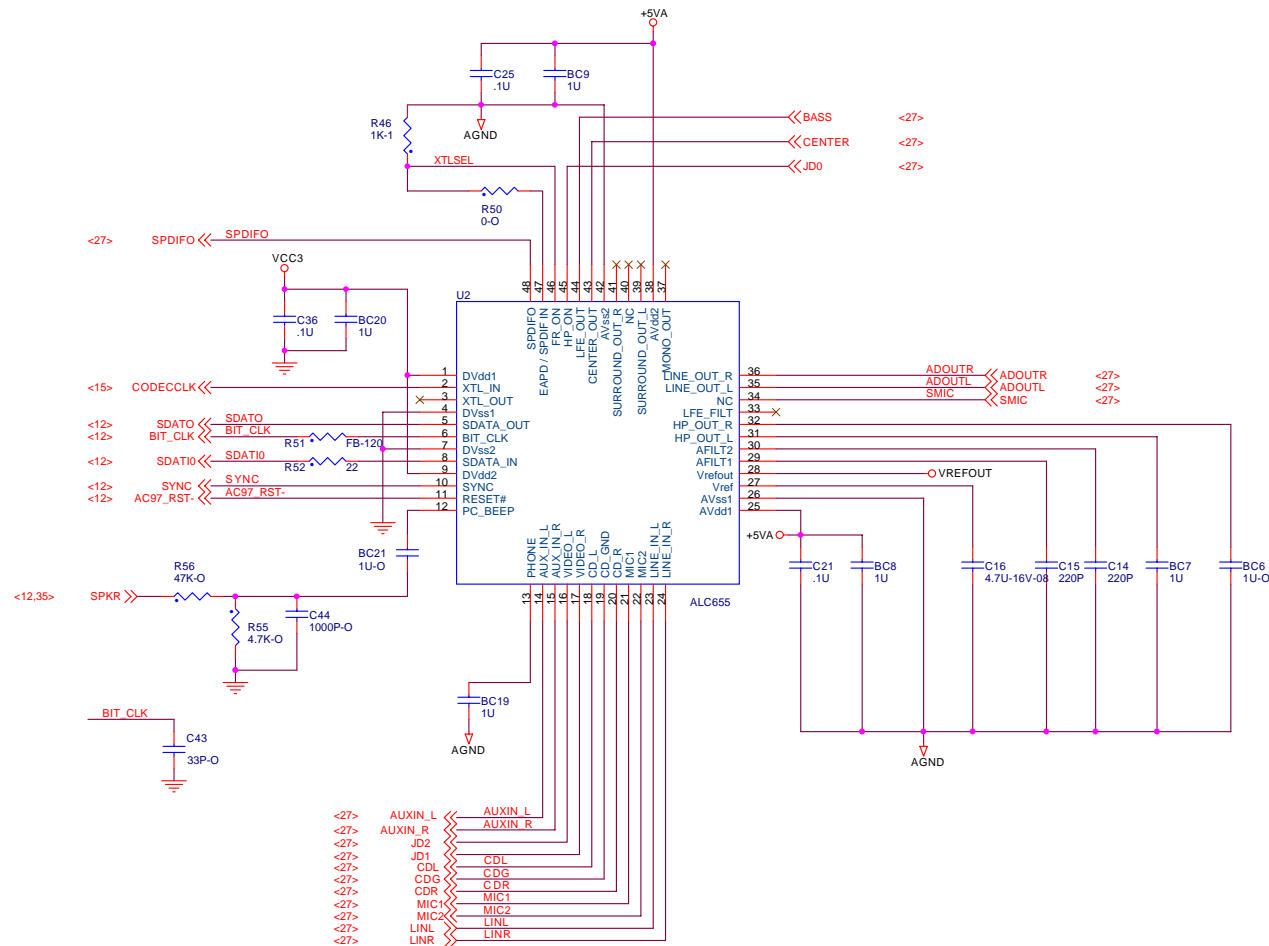 +5VA
C25
.1U
BC9
1U
R46
1K-1
AGND
XTLSEL
R50
0-O
BASS <27>
CENTER <27>
JD0 <27>
<27> SPDIFO SPDIFO
VCC3
C36
.1U
BC20
1U
U2
48 47 46 45 44 43 42 41 40 39 38 37
SPDIFO
EAPD / SPDIF IN
FR_ON
HP_ON
LFE_OUT
CENTER_OUT
AVss2
SURROUND_OUT_R
NC
SURROUND_OUT_L
AVdd2
MONO_OUT
1 DVdd1
<15> CODECCLK 2 XTL_IN
3 XTL_OUT
4 DVss1
<12> SDATO SDATO 5 SDATA_OUT
<12> BIT_CLK BIT_CLK R51 FB-120 6 BIT_CLK
7 DVss2
<12> SDATI0 SDATI0 R52 22 8 SDATA_IN
9 DVdd2
<12> SYNC SYNC 10 SYNC
<12> AC97_RST- AC97_RST- 11 RESET#
12 PC_BEEP
LINE_OUT_R 36 ADOUTR ADOUTR <27>
LINE_OUT_L 35 ADOUTL ADOUTL <27>
NC 34 SMIC SMIC <27>
LFE_FILT 33
HP_OUT_R 32
HP_OUT_L 31
AFILT2 30
AFILT1 29
Vrefout 28 VREFOUT
Vref 27
AVss1 26
AVdd1 25
PHONE
AUX_IN_L
AUX_IN_R
VIDEO_L
VIDEO_R
CD_L
CD_GND
CD_R
MIC1
MIC2
LINE_IN_L
LINE_IN_R
13 14 15 16 17 18 19 20 21 22 23 24
ALC655
BC21
1U-O
R56
47K-O
<12,35> SPKR
R55
4.7K-O
C44
1000P-O
+5VA
C21
.1U
BC8
1U
C16
4.7U-16V-08
C15
220P
C14
220P
BC7
1U
BC6
1U-O
AGND
BC19
1U
AGND
BIT_CLK
C43
33P-O
<27> AUXIN_L AUXIN_L
<27> AUXIN_R AUXIN_R
<27> JD2
<27> JD1
<27> CDL CDL
<27> CDG CDG
<27> CDR CDR
<27> MIC1 MIC1
<27> MIC2 MIC2
<27> LINL LINL
<27> LINR LINR